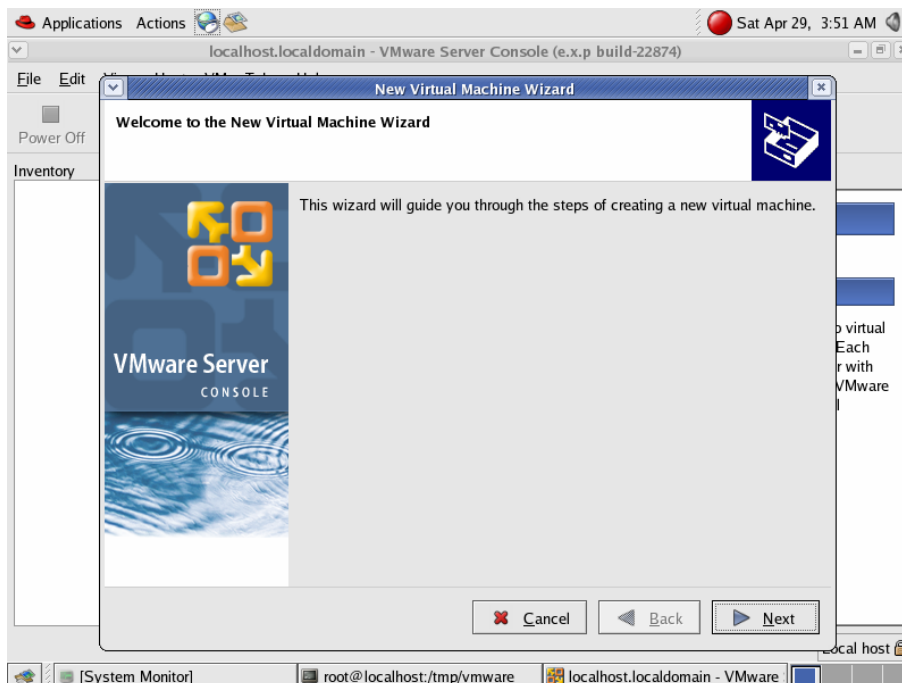 Applications Actions Sat Apr 29, 3:51 AM
localhost.localdomain - VMware Server Console (e.x.p build-22874)
File Edit
New Virtual Machine Wizard
Power Off
Welcome to the New Virtual Machine Wizard
Inventory
This wizard will guide you through the steps of creating a new virtual machine.
virtual
Each
r with
VMware
VMware Server
CONSOLE
Cancel Back Next
ocal host
[System Monitor] root@localhost:/tmp/vmware localhost.localdomain - VMware